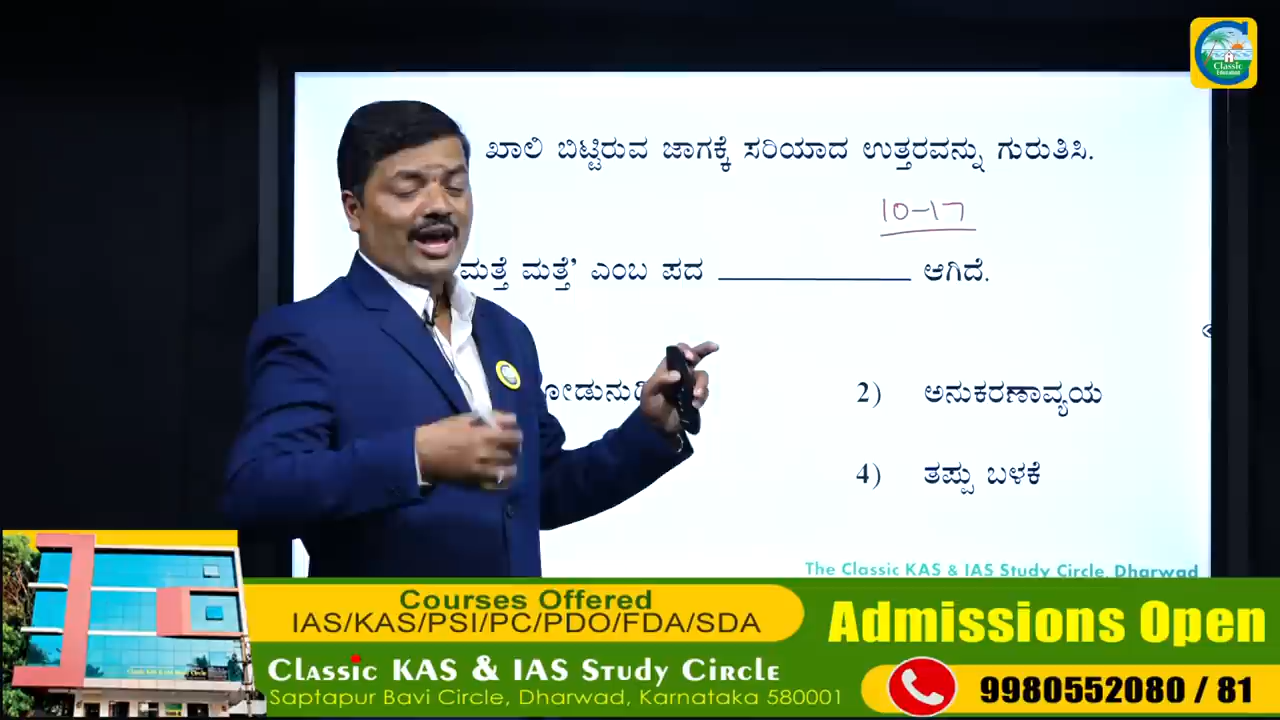 ಖಾಲಿ ಬಿಟ್ಟಿರುವ ಜಾಗಕ್ಕೆ ಸರಿಯಾದ ಉತ್ತರವನ್ನು ಗುರುತಿಸಿ.
10-17
ಮತ್ತೆ ಮತ್ತೆ' ಎಂಬ ಪದ ____________ ಆಗಿದೆ.
2) ಅನುಕರಣಾವ್ಯಯ
4) ತಪ್ಪು ಬಳಕೆ
The Classic KAS & IAS Study Circle, Dharwad
Classic
Education
Courses Offered
IAS/KAS/PSI/PC/PDO/FDA/SDA
Classic KAS & IAS Study Circle
Saptapur Bavi Circle, Dharwad, Karnataka 580001
Admissions Open
9980552080 / 81